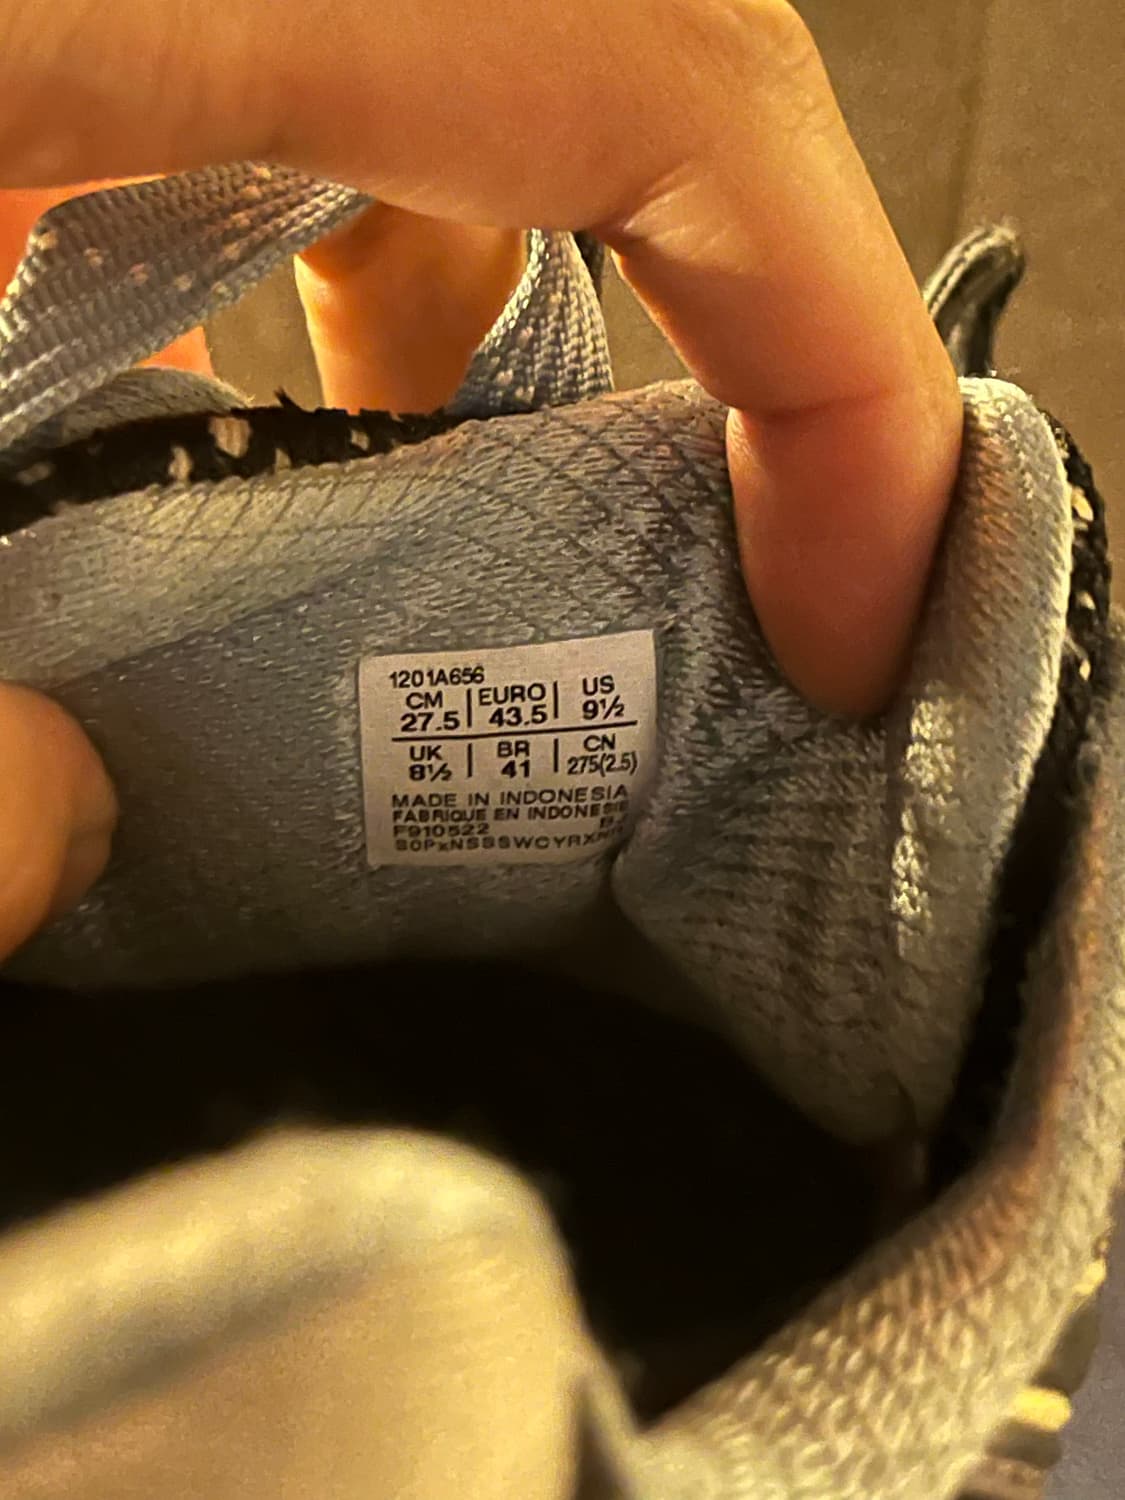 1201A656
CM | EURO | US
27.5 | 43.5 | 9½
UK | BR | CN
8½ | 41 | 275(2.5)
MADE IN INDONESIA
FABRIQUE EN INDONESIE
F910522